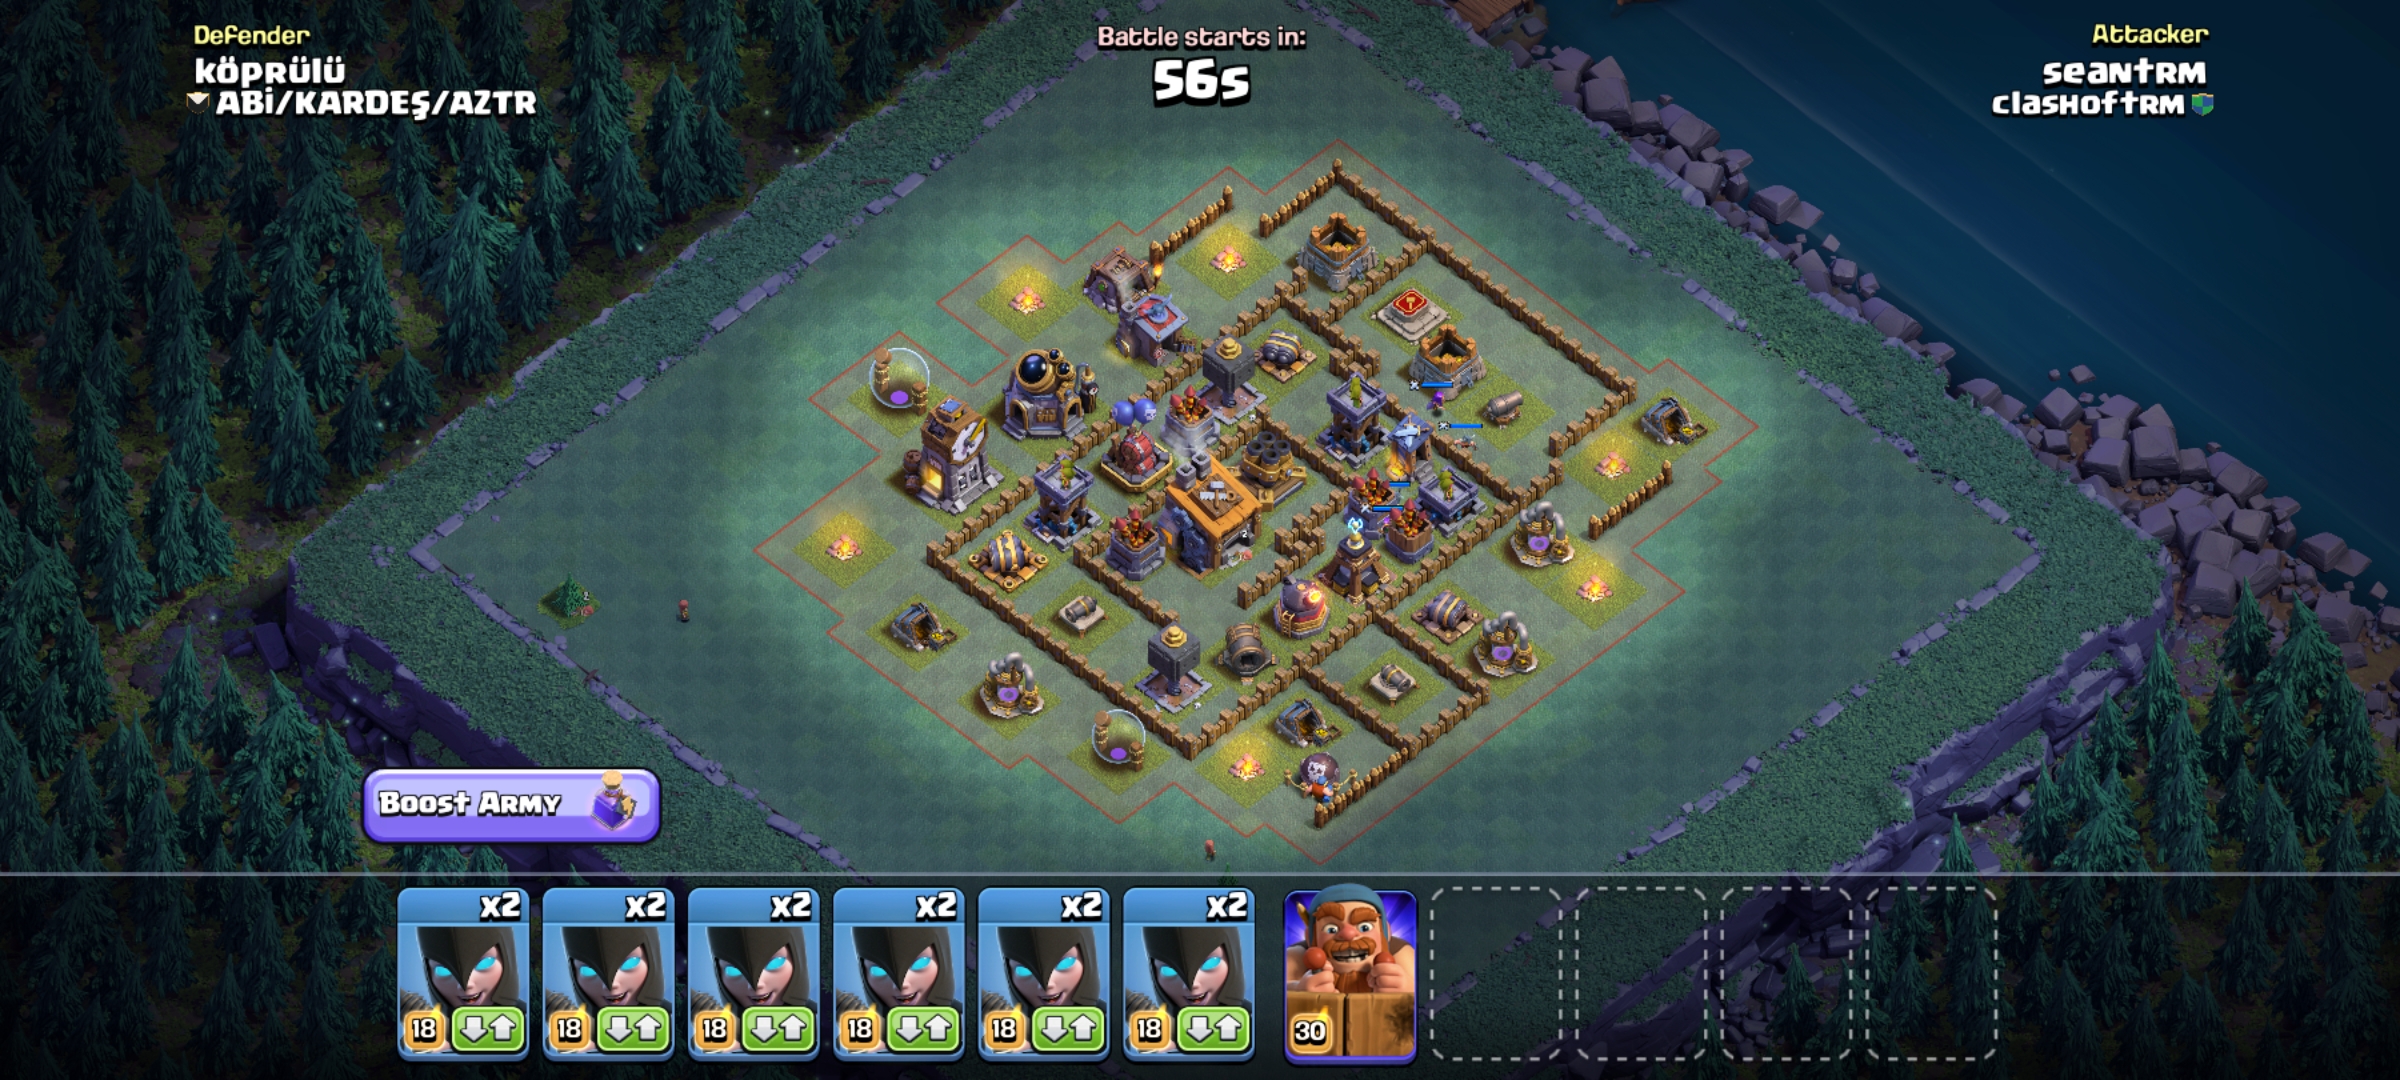 Defender
köprülü
ABİ/KARDEŞ/AZTR
Battle starts in:
56s
Attacker
seantRM
clashoftRM
Boost Army
x2
x2
x2
x2
x2
x2
18
18
18
18
18
18
30